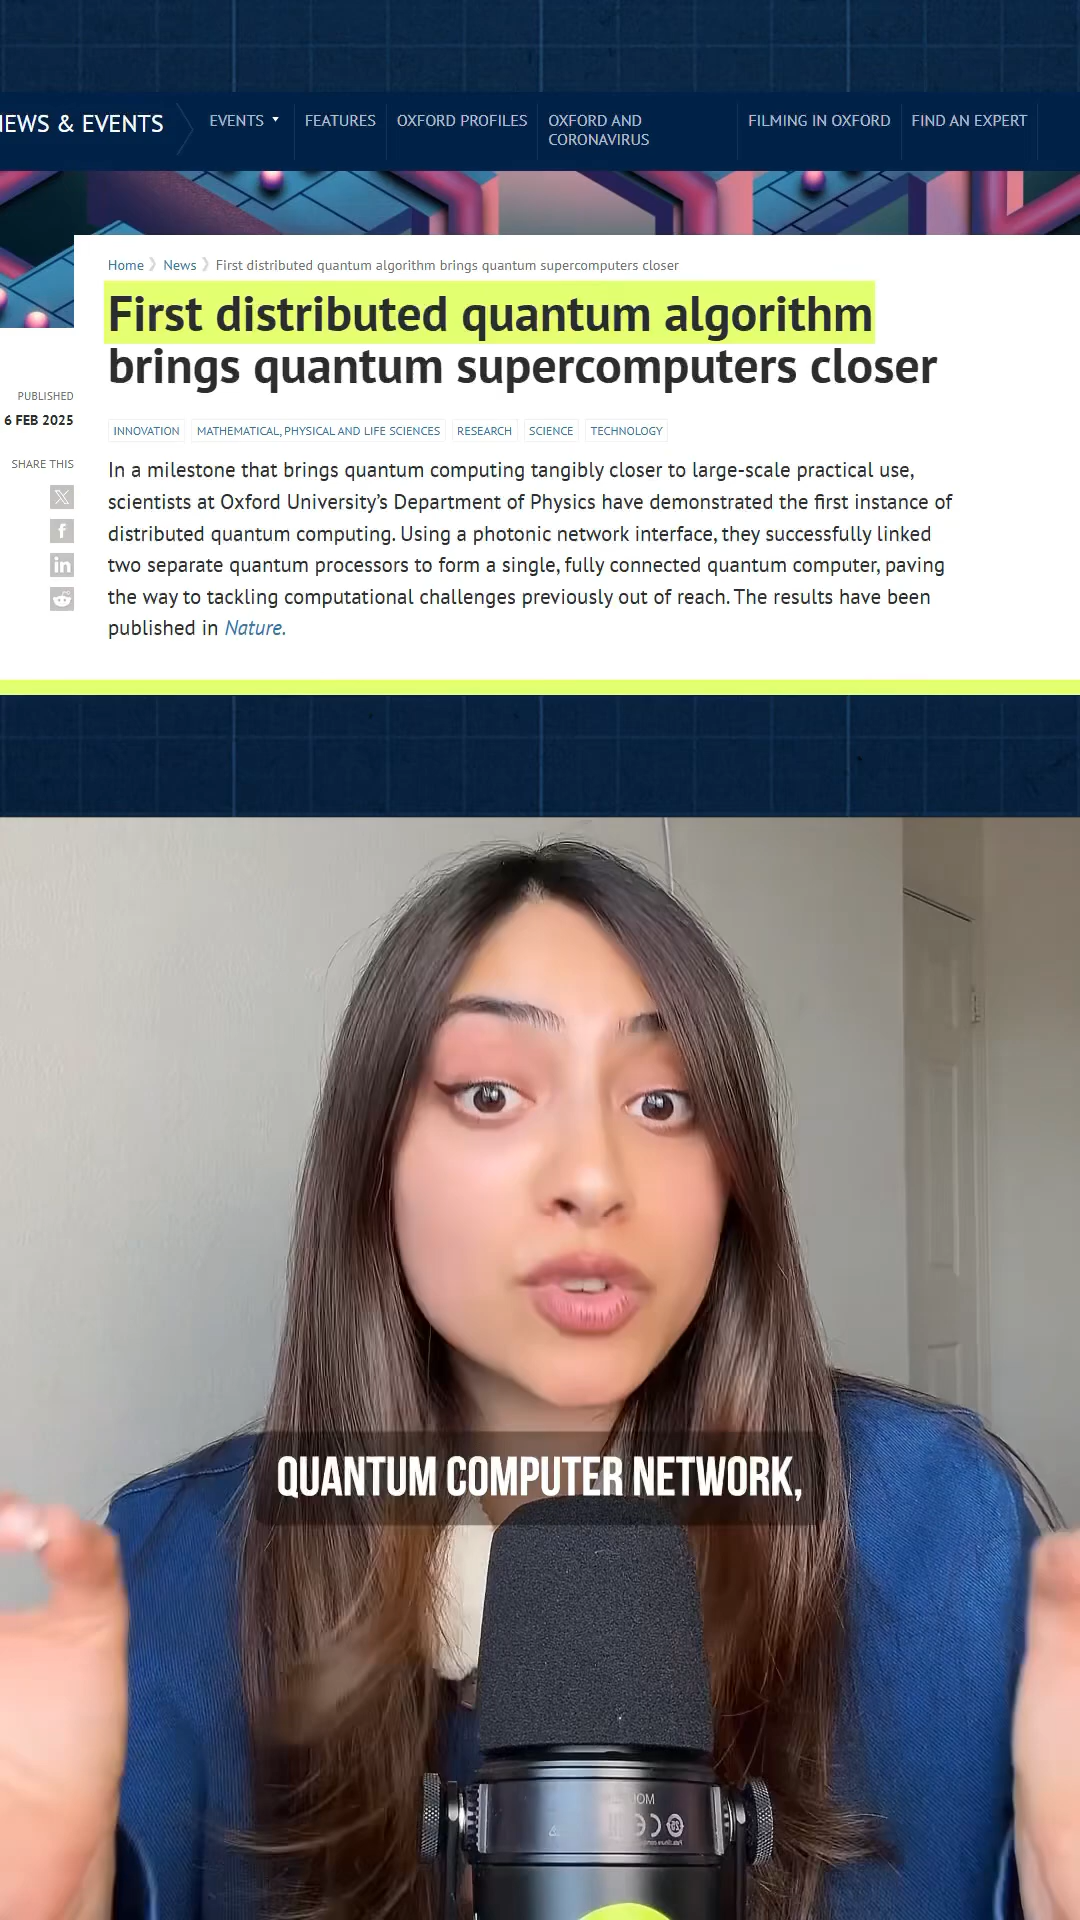 EWS & EVENTS
EVENTS
FEATURES
OXFORD PROFILES
OXFORD AND
CORONAVIRUS
FILMING IN OXFORD
FIND AN EXPERT
Home
News
First distributed quantum algorithm brings quantum supercomputers closer
First distributed quantum algorithm
brings quantum supercomputers closer
PUBLISHED
6 FEB 2025
SHARE THIS
INNOVATION
MATHEMATICAL, PHYSICAL AND LIFE SCIENCES
RESEARCH
SCIENCE
TECHNOLOGY
In a milestone that brings quantum computing tangibly closer to large-scale practical use,
scientists at Oxford University's Department of Physics have demonstrated the first instance of
distributed quantum computing. Using a photonic network interface, they successfully linked
two separate quantum processors to form a single, fully connected quantum computer, paving
the way to tackling computational challenges previously out of reach. The results have been
published in Nature.
QUANTUM COMPUTER NETWORK,